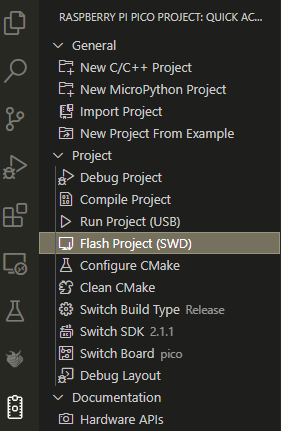 RASPBERRY PI PICO PROJECT: QUICK AC...
General
New C/C++ Project
New MicroPython Project
Import Project
New Project From Example
Project
Debug Project
Compile Project
Run Project (USB)
Flash Project (SWD)
Configure CMake
Clean CMake
Switch Build Type Release
Switch SDK 2.1.1
Switch Board pico
Debug Layout
Documentation
Hardware APIs